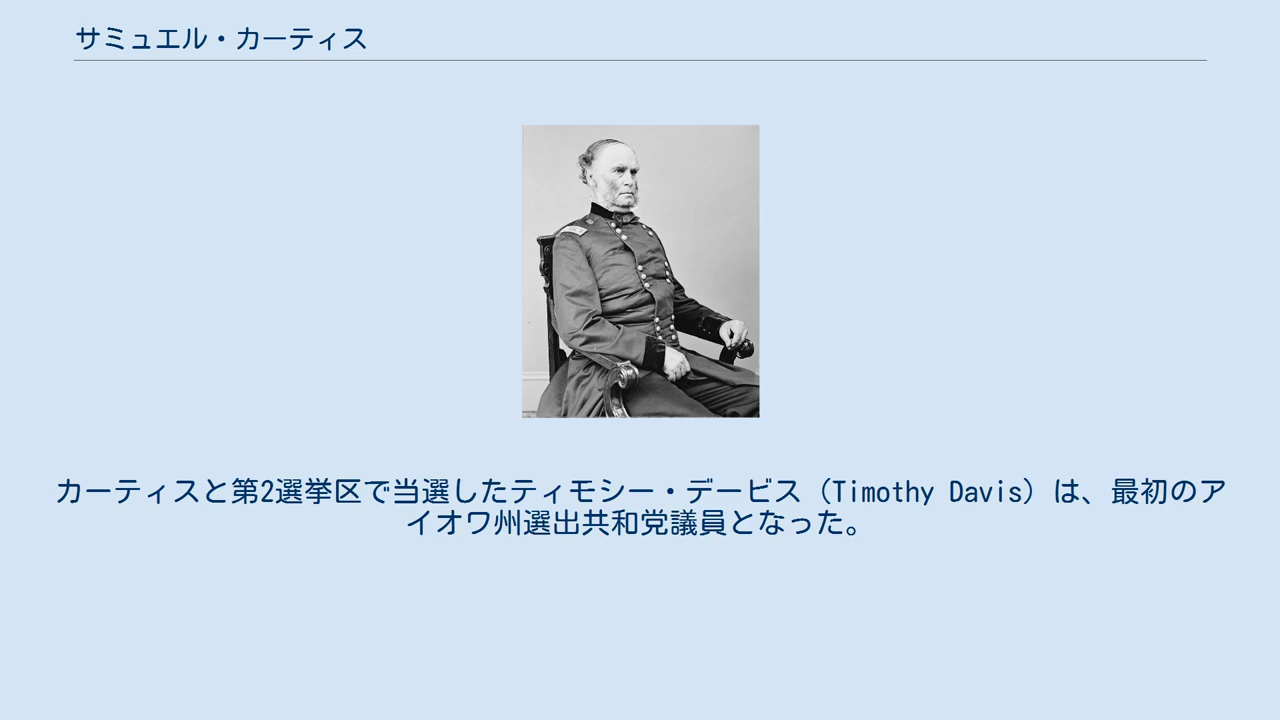 サミュエル・カーティス
カーティスと第2選挙区で当選したティモシー・デービス（Timothy Davis）は、最初のア
イオワ州選出共和党議員となった。